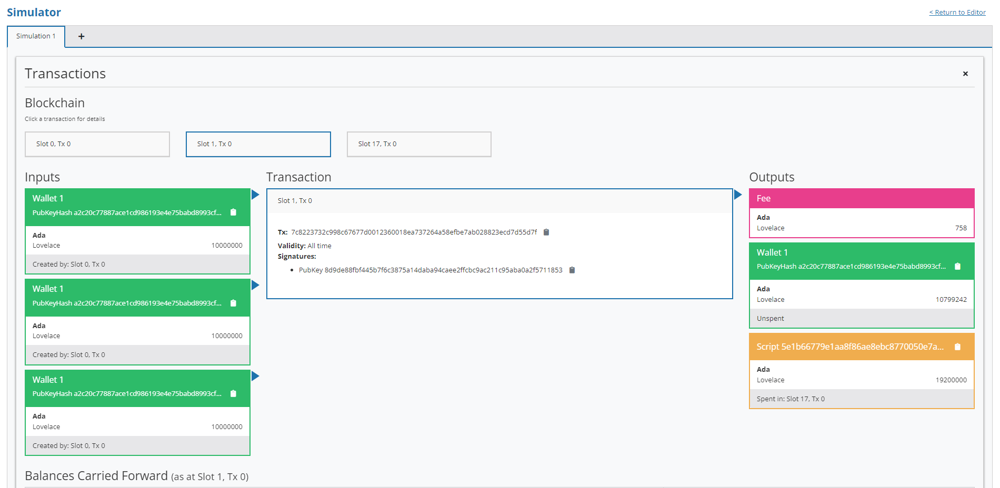 Simulator
< Return to Editor
Simulation 1
+
Transactions
×
Blockchain
Click a transaction for details
Slot 0, Tx 0
Slot 1, Tx 0
Slot 17, Tx 0
Inputs
Wallet 1
PubKeyHash a2c20c77887ace1cd986193e4e75babd8993cf...
Ada
Lovelace 10000000
Created by: Slot 0, Tx 0
Wallet 1
PubKeyHash a2c20c77887ace1cd986193e4e75babd8993cf...
Ada
Lovelace 10000000
Created by: Slot 0, Tx 0
Wallet 1
PubKeyHash a2c20c77887ace1cd986193e4e75babd8993cf...
Ada
Lovelace 10000000
Created by: Slot 0, Tx 0
Transaction
Slot 1, Tx 0
Tx: 7c8223732c998c67677d0012360018ea737264a58efbe7ab028823ecd7d55d7f
Validity: All time
Signatures:
• PubKey 8d9de88fbf445b7f6c3875a14daba94caee2ffcbc9ac211c95aba0a2f5711853
Outputs
Fee
Ada
Lovelace 758
Wallet 1
PubKeyHash a2c20c77887ace1cd986193e4e75babd8993cf...
Ada
Lovelace 10799242
Unspent
Script 5e1b66779e1aa8f86ae8ebc8770050e7a...
Ada
Lovelace 19200000
Spent in: Slot 17, Tx 0
Balances Carried Forward (as at Slot 1, Tx 0)